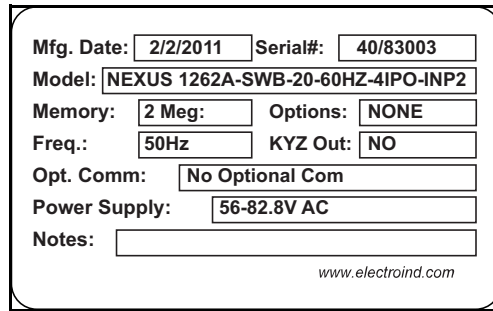 Mfg. Date: 2/2/2011 Serial#: 40/83003
Model: NEXUS 1262A-SWB-20-60HZ-4IPO-INP2
Memory: 2 Meg: Options: NONE
Freq.: 50Hz KYZ Out: NO
Opt. Comm: No Optional Com
Power Supply: 56-82.8V AC
Notes:
www.electroind.com